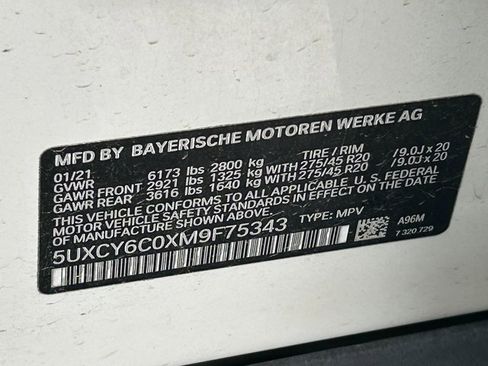 MFD BY BAYERISCHE MOTOREN WERKE AG
01/21 TIRE / RIM
GVWR 6173 lbs 2800 kg
GAWR FRONT 2921 lbs 1325 kg WITH 275/45 R20 /9.0J x 20
GAWR REAR 3616 lbs 1640 kg WITH 275/45 R20 /9.0J x 20
THIS VEHICLE CONFORMS TO ALL APPLICABLE U.S. FEDERAL
MOTOR VEHICLE SAFETY STANDARDS IN EFFECT ON THE DATE
OF MANUFACTURE SHOWN ABOVE.
5UXCY6C0XM9F75343 TYPE: MPV A96M
7 320 729